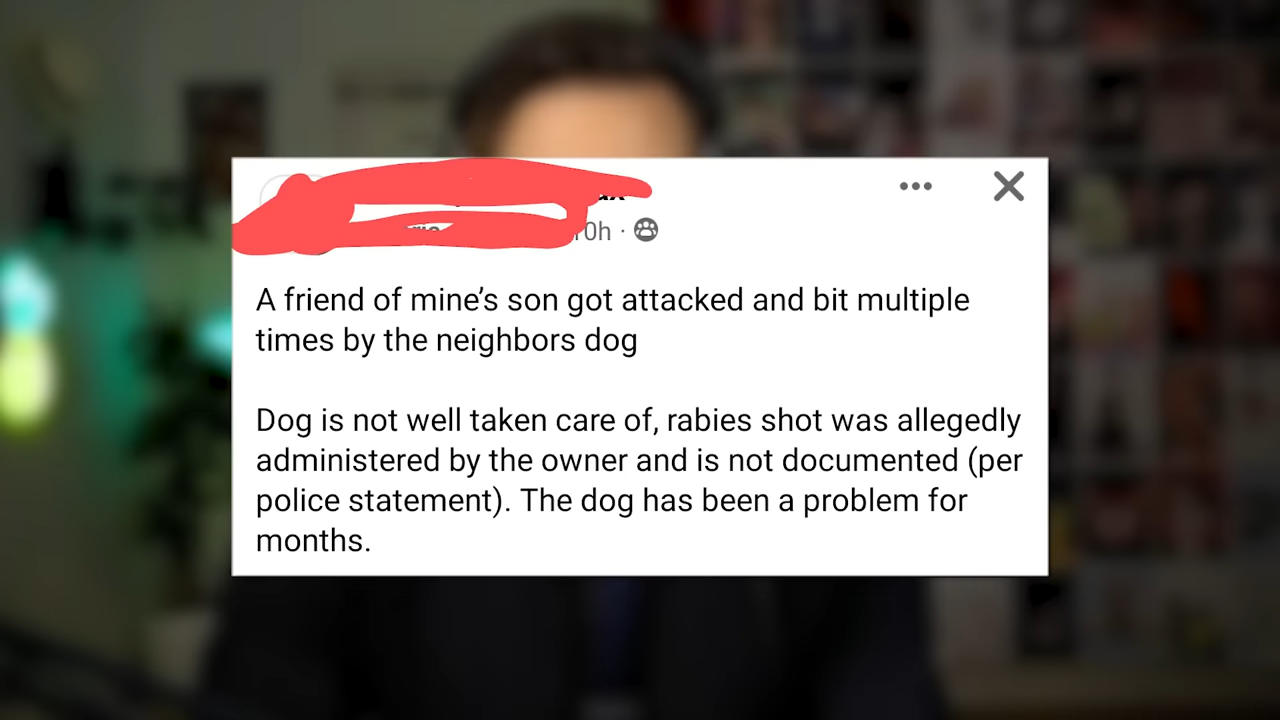 0h ·
A friend of mine’s son got attacked and bit multiple
times by the neighbors dog
Dog is not well taken care of, rabies shot was allegedly
administered by the owner and is not documented (per
police statement). The dog has been a problem for
months.